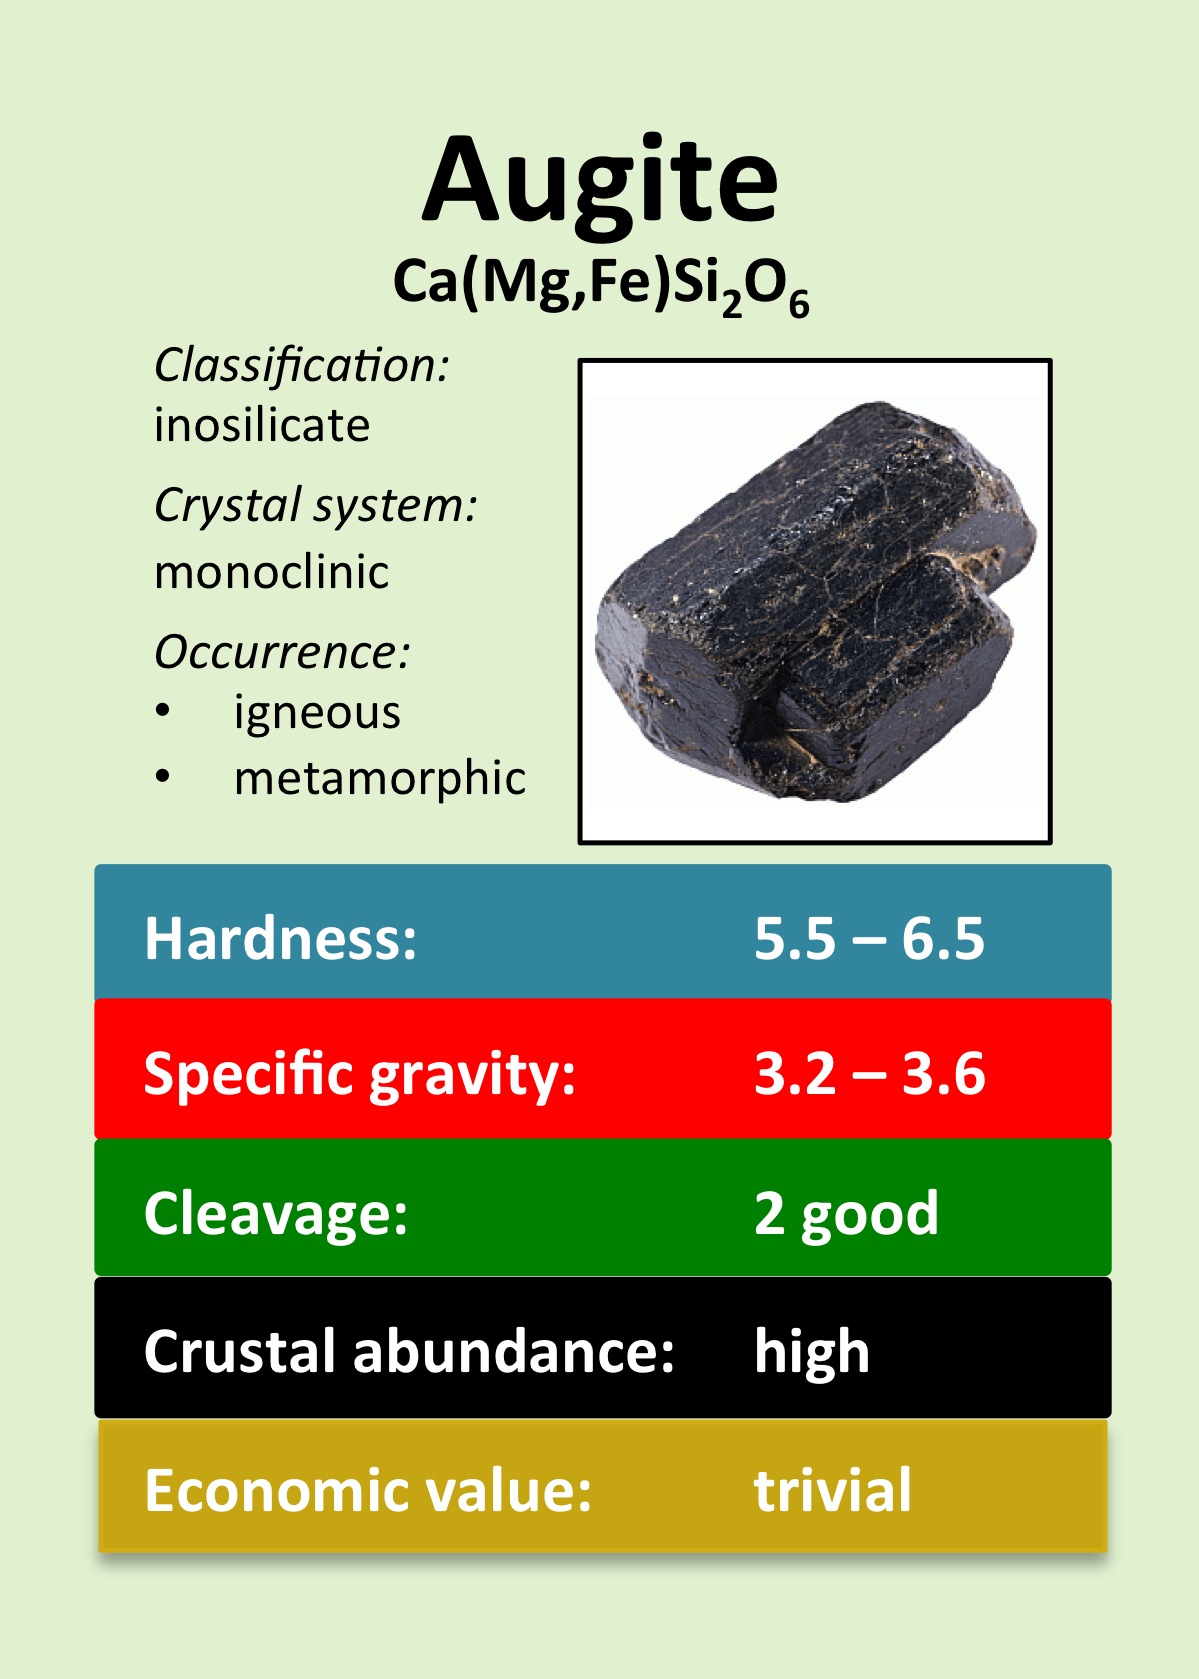 Augite
Ca(Mg,Fe)Si₂O₆
Classification:
inosilicate
Crystal system:
monoclinic
Occurrence:
• igneous
• metamorphic
Hardness: 5.5 – 6.5
Specific gravity: 3.2 – 3.6
Cleavage: 2 good
Crustal abundance: high
Economic value: trivial